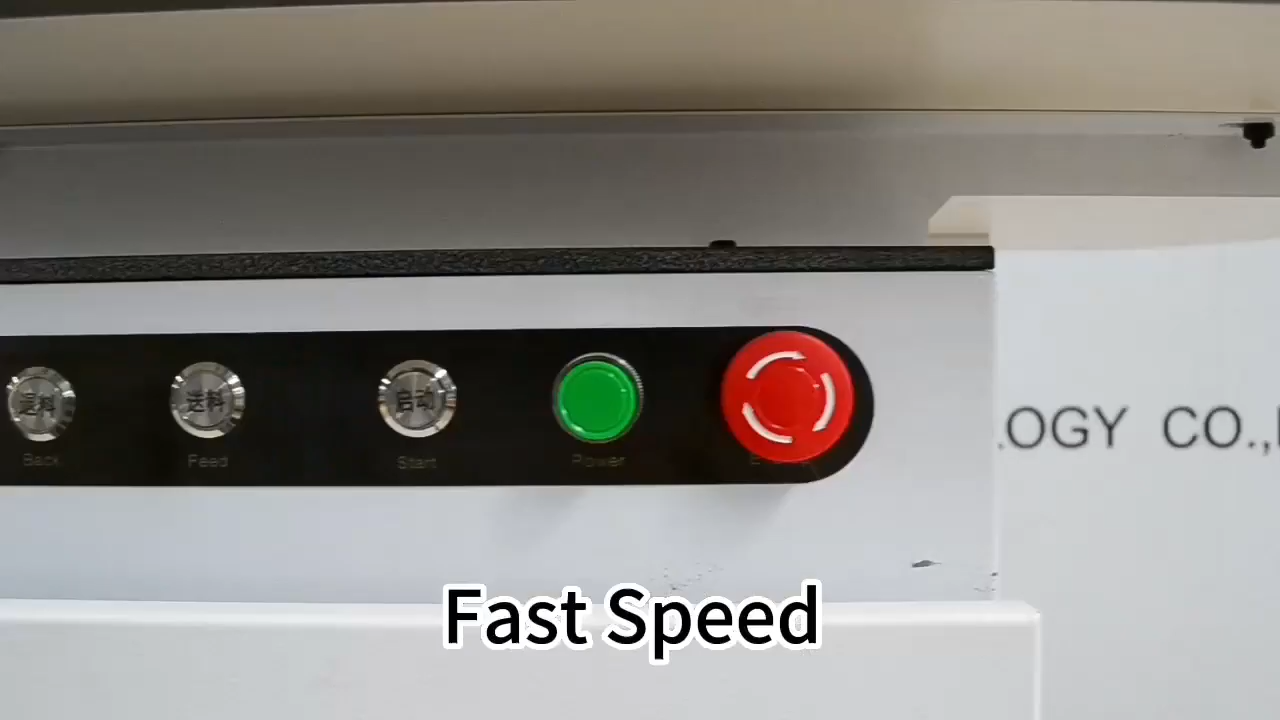 退料
送料
启动
Back
Feed
Start
Power
.OGY CO.,
Fast Speed